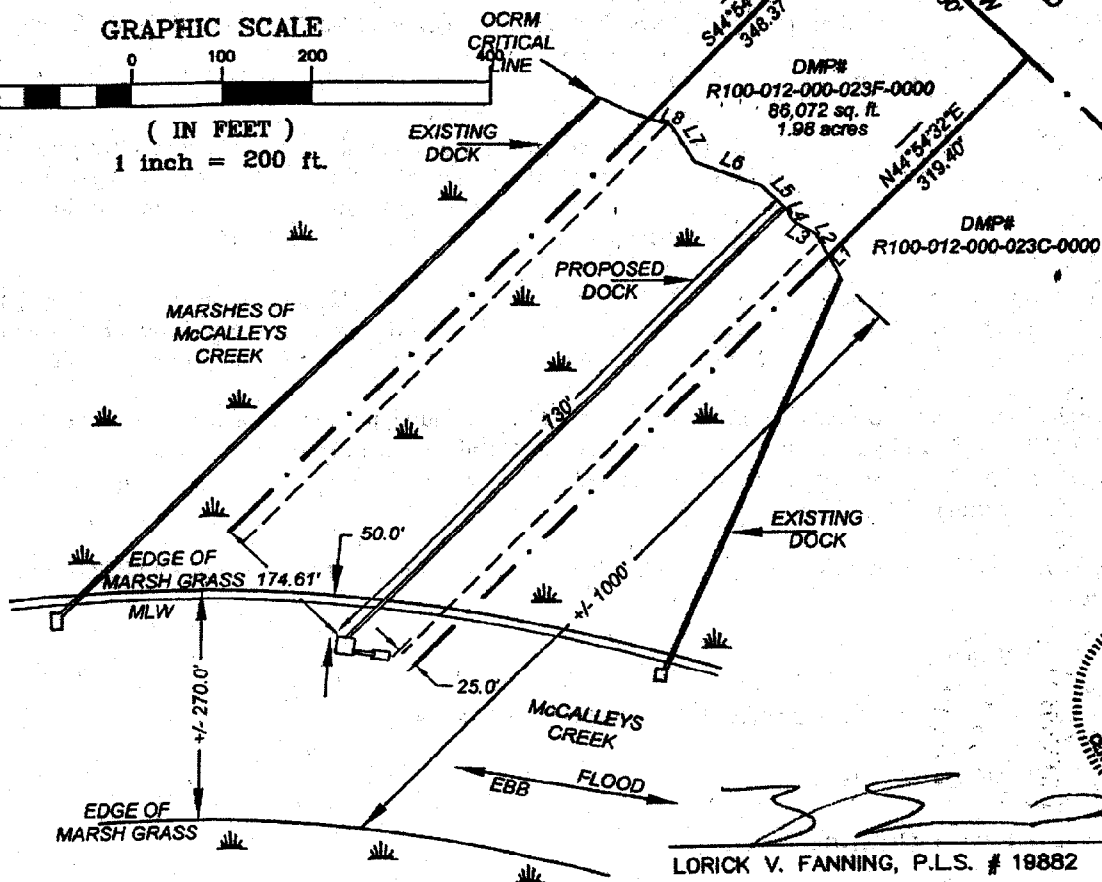 GRAPHIC SCALE
0 100 200 400
( IN FEET )
1 inch = 200 ft.
OCRM
CRITICAL
LINE
EXISTING
DOCK
348.37
DMP#
R100-012-000-023F-0000
86,072 sq. ft.
1.98 acres
N44°54'32"E
319.40'
DMP#
R100-012-000-023C-0000
L8
L7
L6
L5
L4
L3
L2
L1
PROPOSED
DOCK
MARSHES OF
McCALLEYS
CREEK
730'
EXISTING
DOCK
50.0'
EDGE OF
MARSH GRASS 174.61'
MLW
+/- 1000'
+/- 270.0'
25.0'
McCALLEYS
CREEK
EBB FLOOD
EDGE OF
MARSH GRASS
LORICK V. FANNING, P.L.S. # 19882